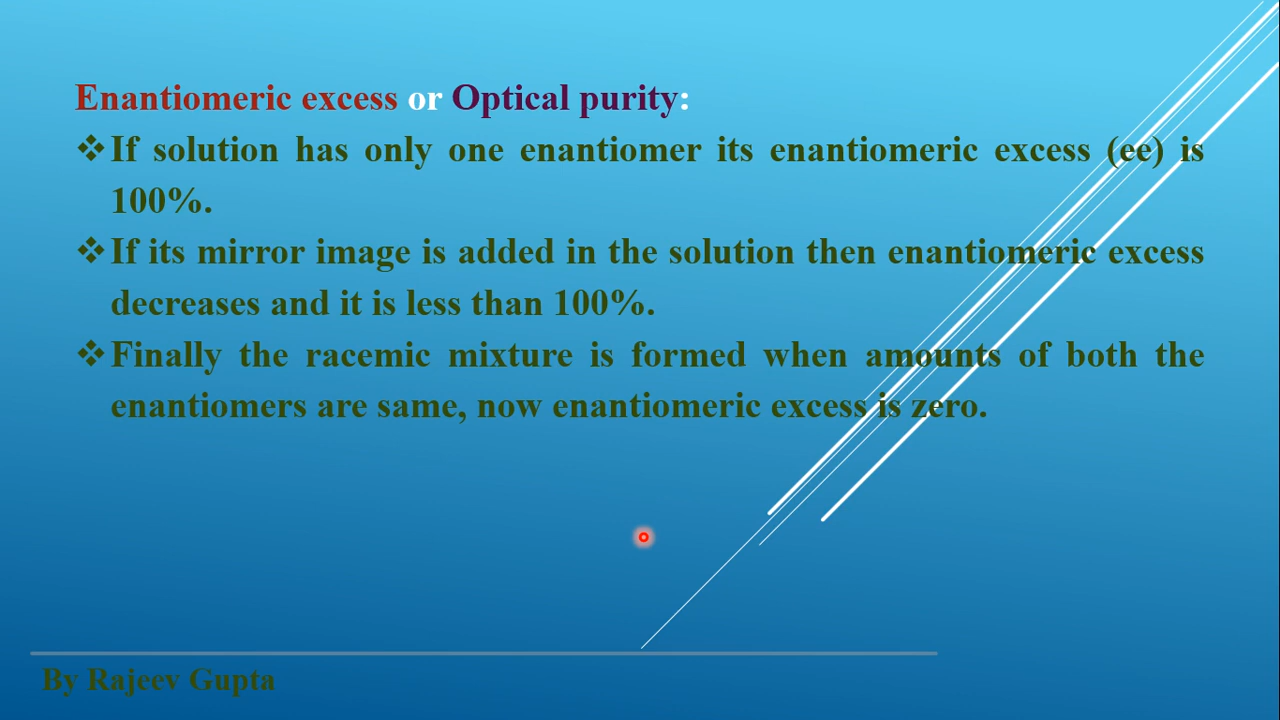 Enantiomeric excess or Optical purity:
❖If solution has only one enantiomer its enantiomeric excess (ee) is
100%.
❖If its mirror image is added in the solution then enantiomeric excess
decreases and it is less than 100%.
❖Finally the racemic mixture is formed when amounts of both the
enantiomers are same, now enantiomeric excess is zero.
By Rajeev Gupta